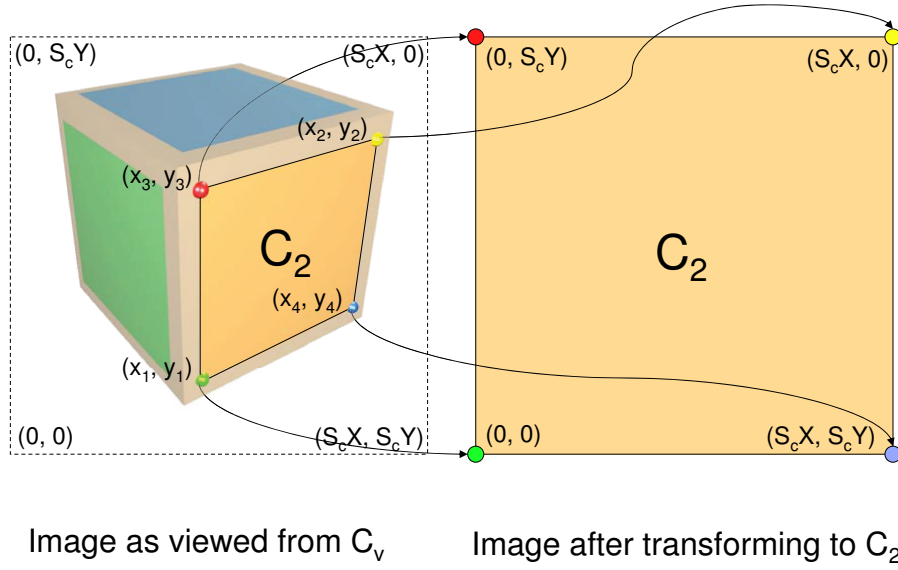 (0, S_cY)
(S_cX, 0)
(x_2, y_2)
(x_3, y_3)
C_2
(x_4, y_4)
(x_1, y_1)
(0, 0)
(S_cX, S_cY)
(0, S_cY)
(S_cX, 0)
C_2
(0, 0)
(S_cX, S_cY)
Image as viewed from C_v
Image after transforming to C_2